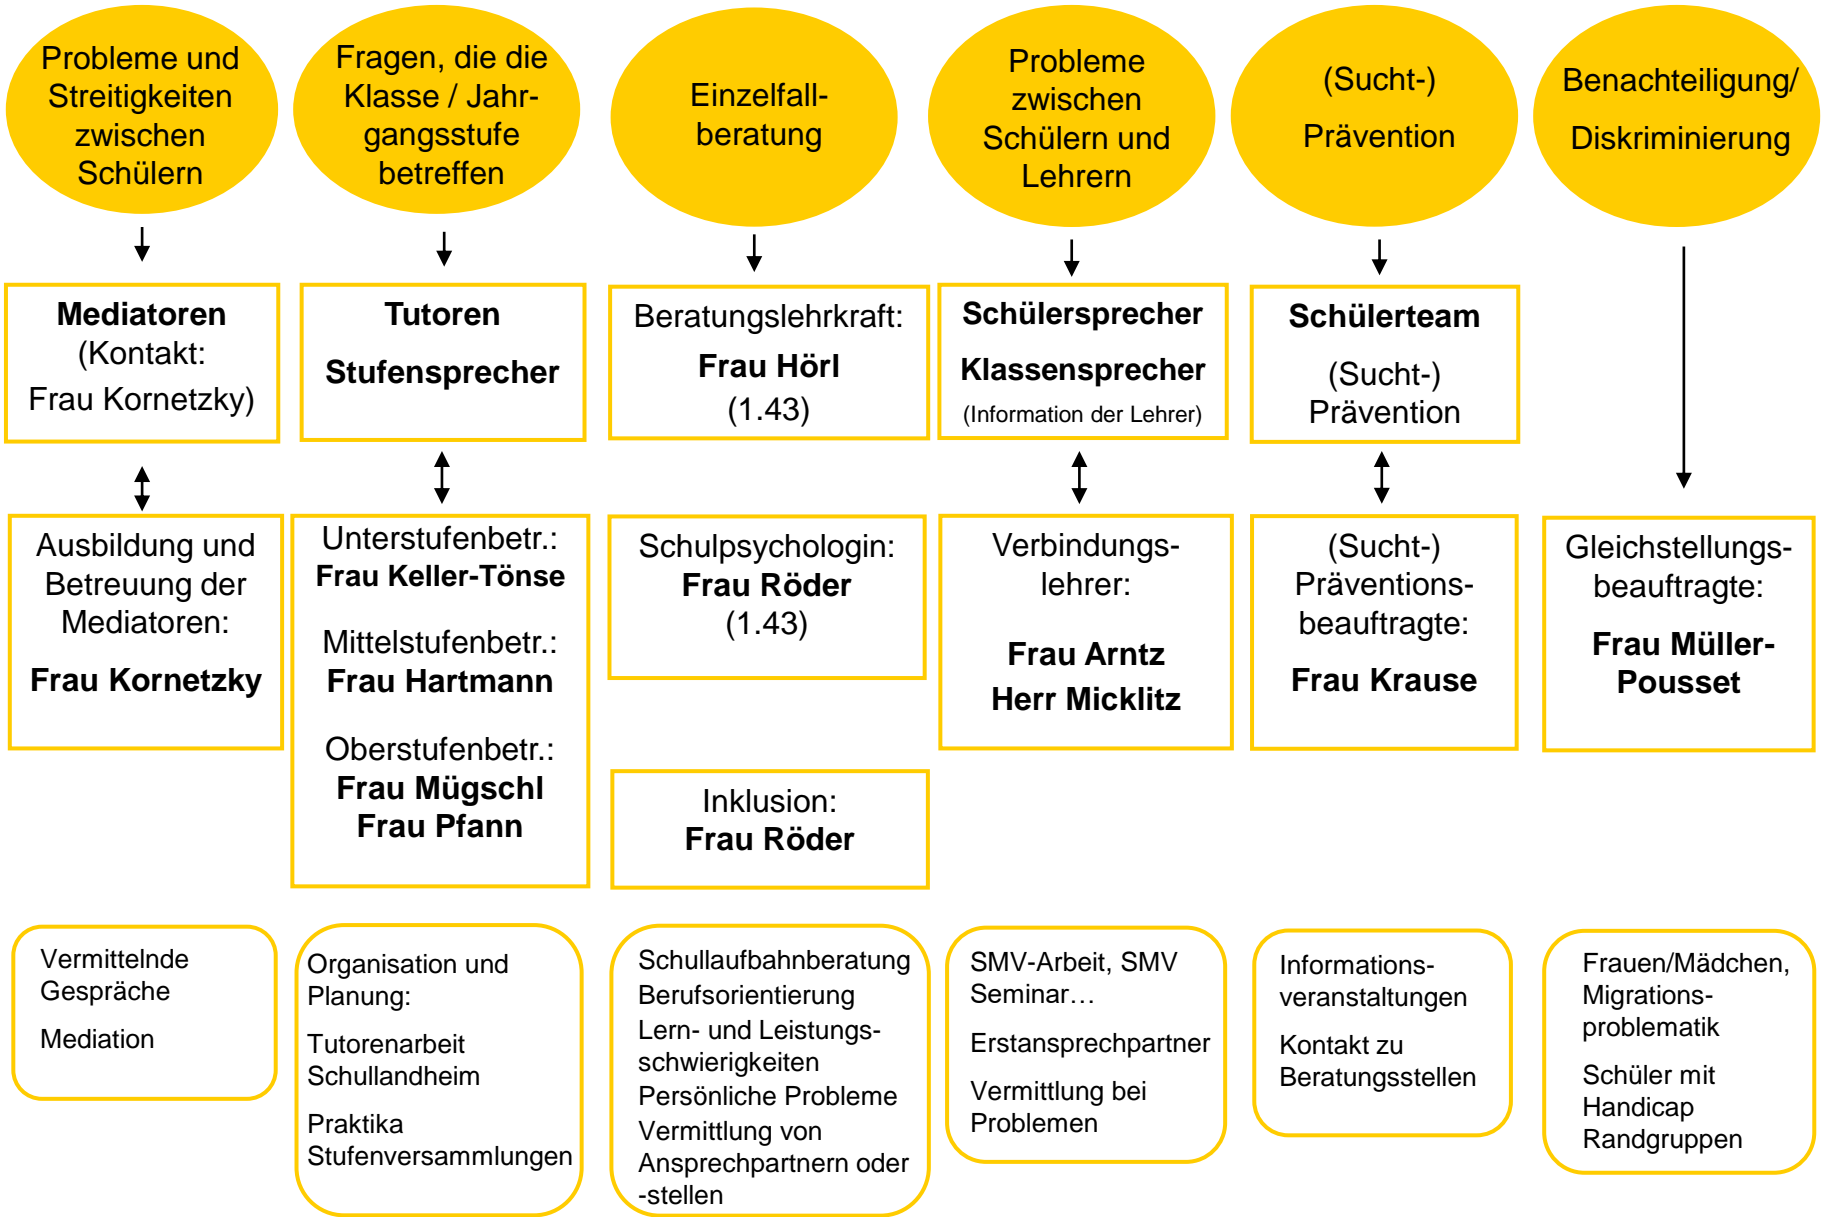 Probleme und
Streitigkeiten
zwischen
Schülern
Fragen, die die
Klasse / Jahr-
gangsstufe
betreffen
Einzelfall-
beratung
Probleme
zwischen
Schülern und
Lehrern
(Sucht-)
Prävention
Benachteiligung/
Diskriminierung
Mediatoren
(Kontakt:
Frau Kornetzky)
Tutoren
Stufensprecher
Beratungslehrkraft:
Frau Hörl
(1.43)
Schülersprecher
Klassensprecher
(Information der Lehrer)
Schülerteam
(Sucht-)
Prävention
Ausbildung und
Betreuung der
Mediatoren:
Frau Kornetzky
Unterstufenbetr.:
Frau Keller-Tönse
Mittelstufenbetr.:
Frau Hartmann
Oberstufenbetr.:
Frau Mügschl
Frau Pfann
Schulpsychologin:
Frau Röder
(1.43)
Inklusion:
Frau Röder
Verbindungs-
lehrer:
Frau Arntz
Herr Micklitz
(Sucht-)
Präventions-
beauftragte:
Frau Krause
Gleichstellungs-
beauftragte:
Frau Müller-
Pousset
Vermittelnde
Gespräche
Mediation
Organisation und
Planung:
Tutorenarbeit
Schullandheim
Praktika
Stufenversammlungen
Schullaufbahnberatung
Berufsorientierung
Lern- und Leistungs-
schwierigkeiten
Persönliche Probleme
Vermittlung von
Ansprechpartnern oder
-stellen
SMV-Arbeit, SMV
Seminar…
Erstansprechpartner
Vermittlung bei
Problemen
Informations-
veranstaltungen
Kontakt zu
Beratungsstellen
Frauen/Mädchen,
Migrations-
problematik
Schüler mit
Handicap
Randgruppen